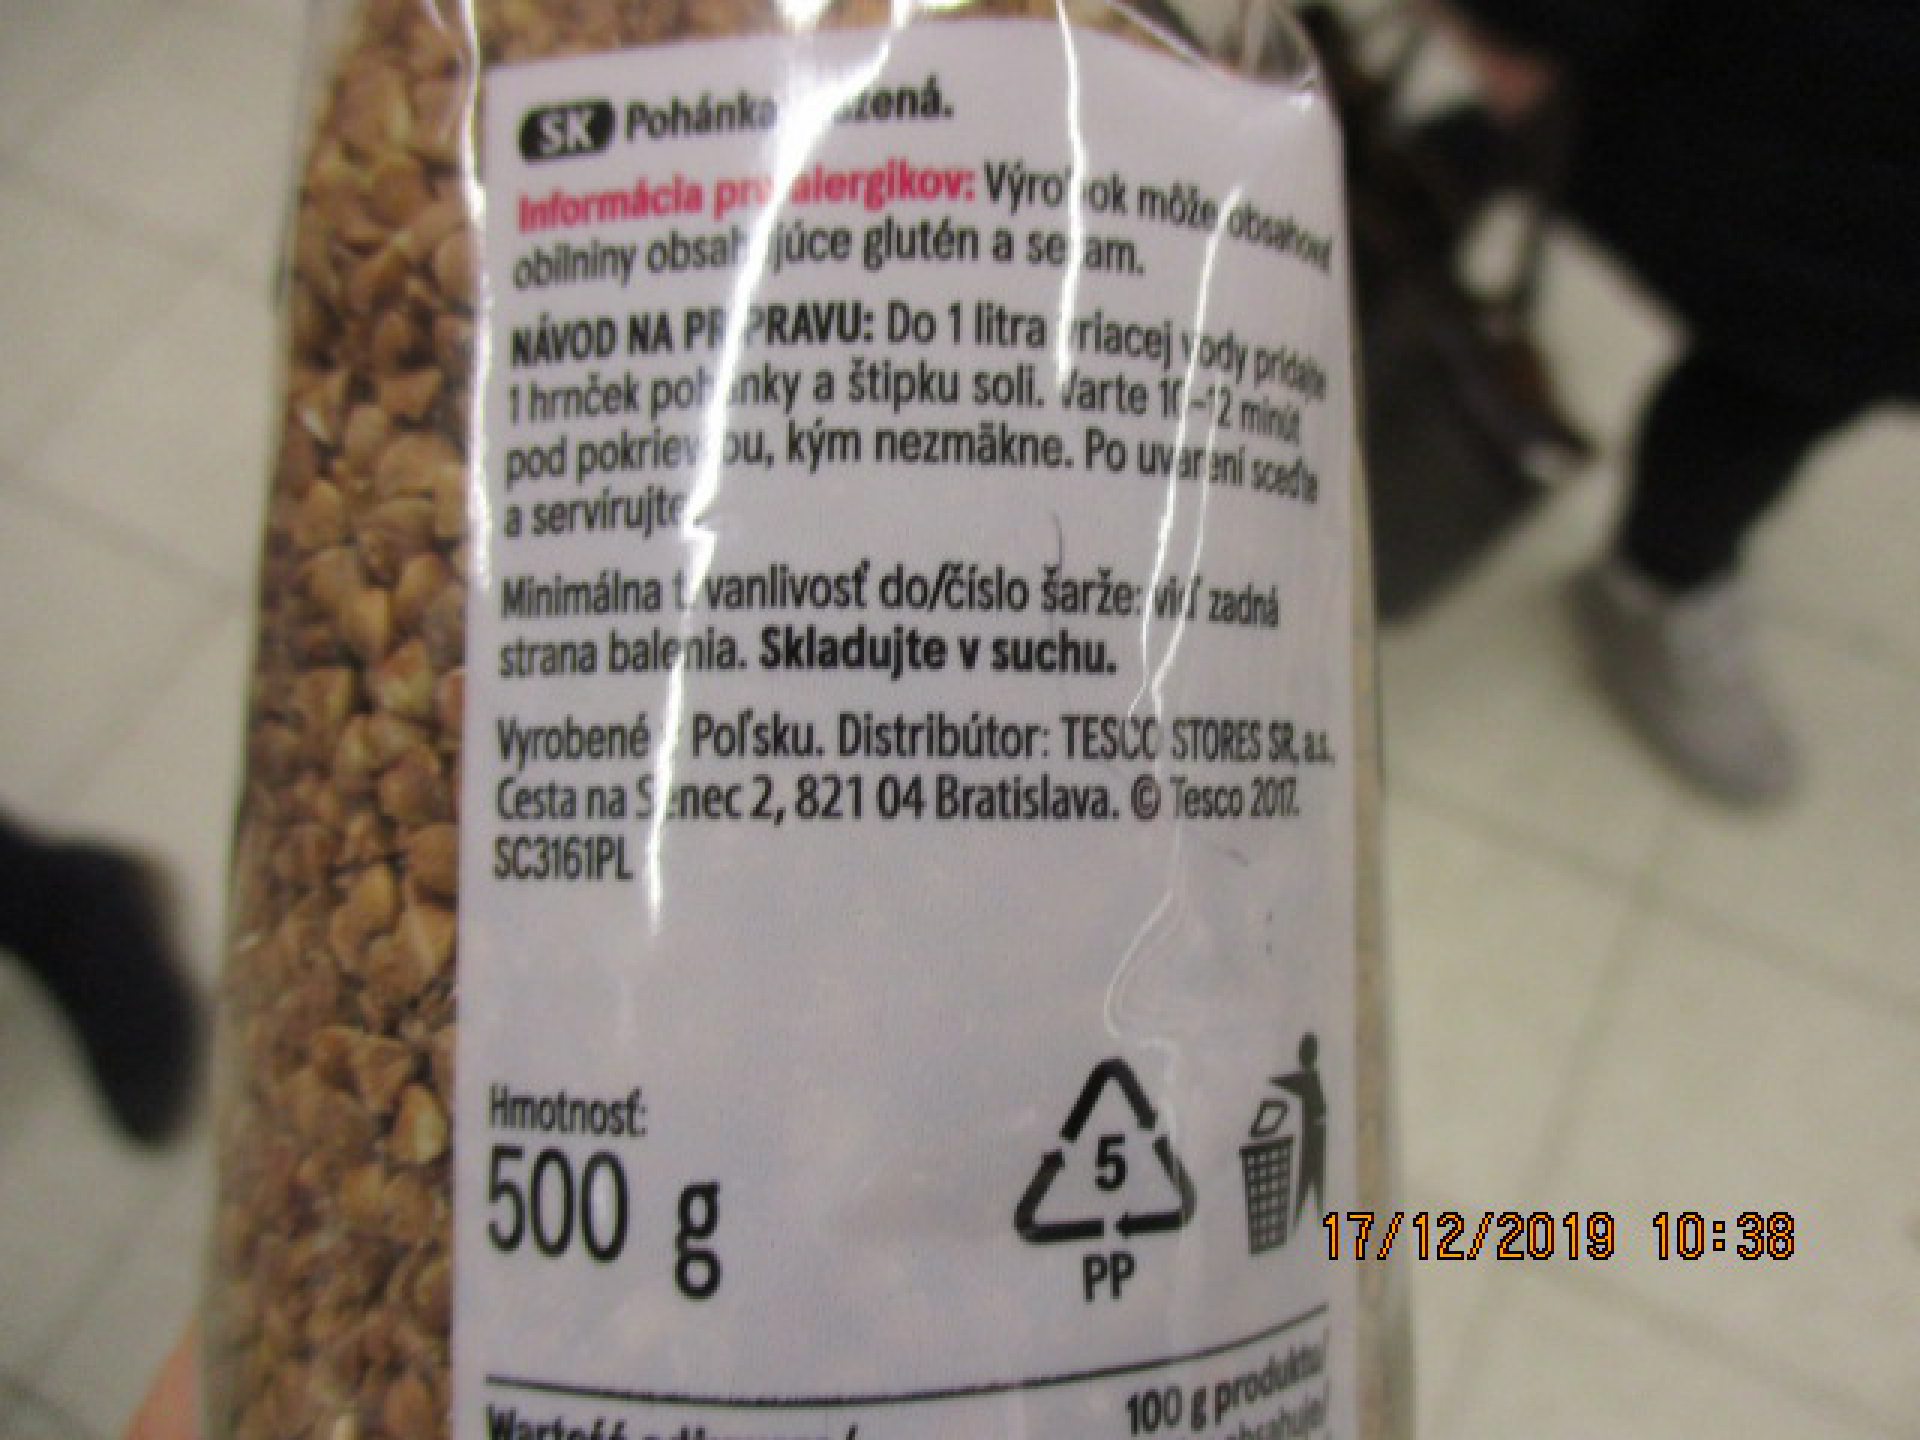 SK Pohánka pražená.
Informácia pre alergikov: Výrobok môže obsahovať
obilniny obsahujúce glutén a sezam.
NÁVOD NA PRÍPRAVU: Do 1 litra vriacej vody pridajte
1 hrnček pohánky a štipku soli. Varte 10–12 minút
pod pokrievkou, kým nezmäkne. Po uvarení sceďte
a servírujte.
Minimálna trvanlivosť do/číslo šarže: viď zadná
strana balenia. Skladujte v suchu.
Vyrobené v Poľsku. Distribútor: TESCO STORES SR, a.s.,
Cesta na Senec 2, 821 04 Bratislava. © Tesco 2017.
SC3161PL
Hmotnosť:
500 g
5
PP
17/12/2019 10:38
100 g produktu/
Wartość /
obsahuje/